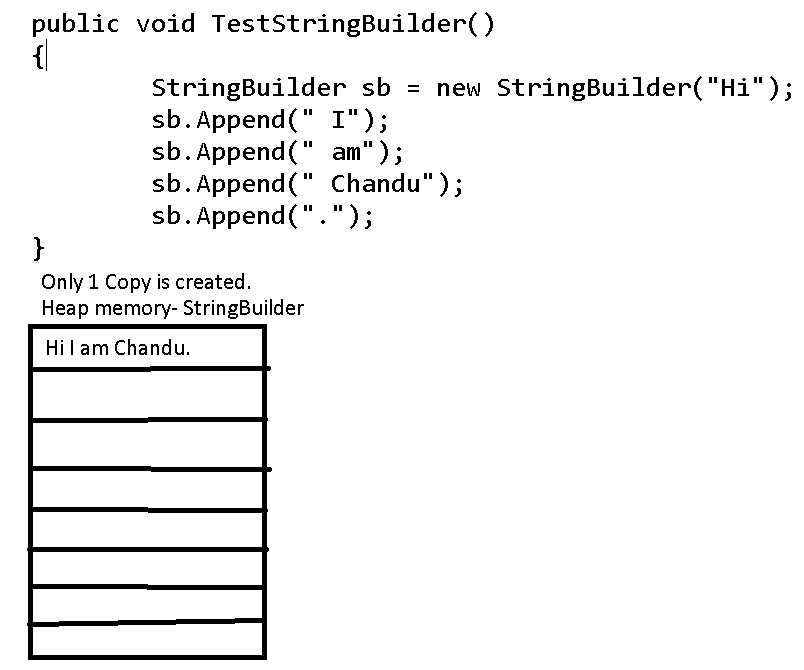 public void TestStringBuilder()
{
StringBuilder sb = new StringBuilder("Hi");
sb.Append(" I");
sb.Append(" am");
sb.Append(" Chandu");
sb.Append(".");
}
Only 1 Copy is created.
Heap memory- StringBuilder
Hi I am Chandu.